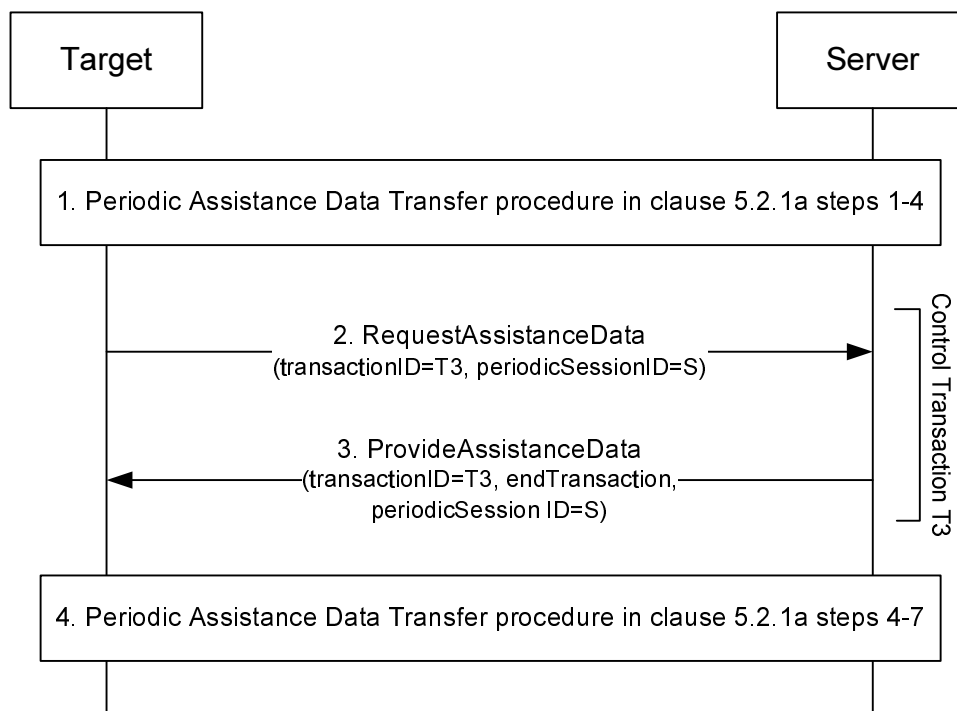 Target
Server
1. Periodic Assistance Data Transfer procedure in clause 5.2.1a steps 1-4
2. RequestAssistanceData
(transactionID=T3, periodicSessionID=S)
3. ProvideAssistanceData
(transactionID=T3, endTransaction,
periodicSession ID=S)
Control Transaction T3
4. Periodic Assistance Data Transfer procedure in clause 5.2.1a steps 4-7